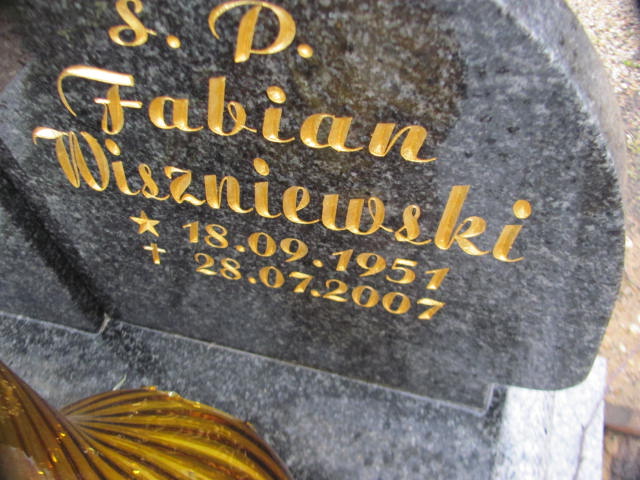 Ś. P.
Fabian
Wiszniewski
★ 18.09.1951
✝ 28.07.2007